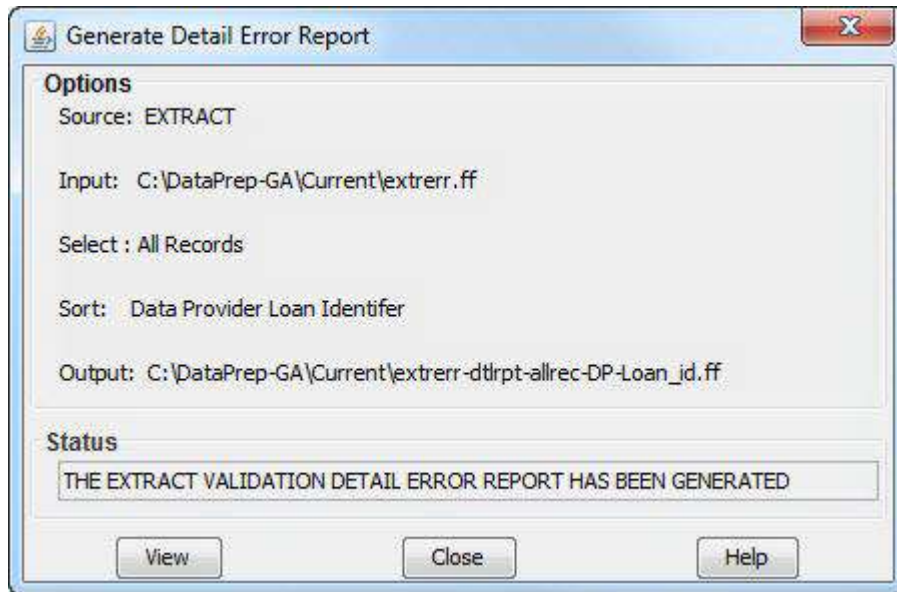 Generate Detail Error Report
Options
Source: EXTRACT
Input: C:\DataPrep-GA\Current\extrerr.ff
Select : All Records
Sort: Data Provider Loan Identifer
Output: C:\DataPrep-GA\Current\extrerr-dtlrpt-allrec-DP-Loan_id.ff
Status
THE EXTRACT VALIDATION DETAIL ERROR REPORT HAS BEEN GENERATED
View Close Help